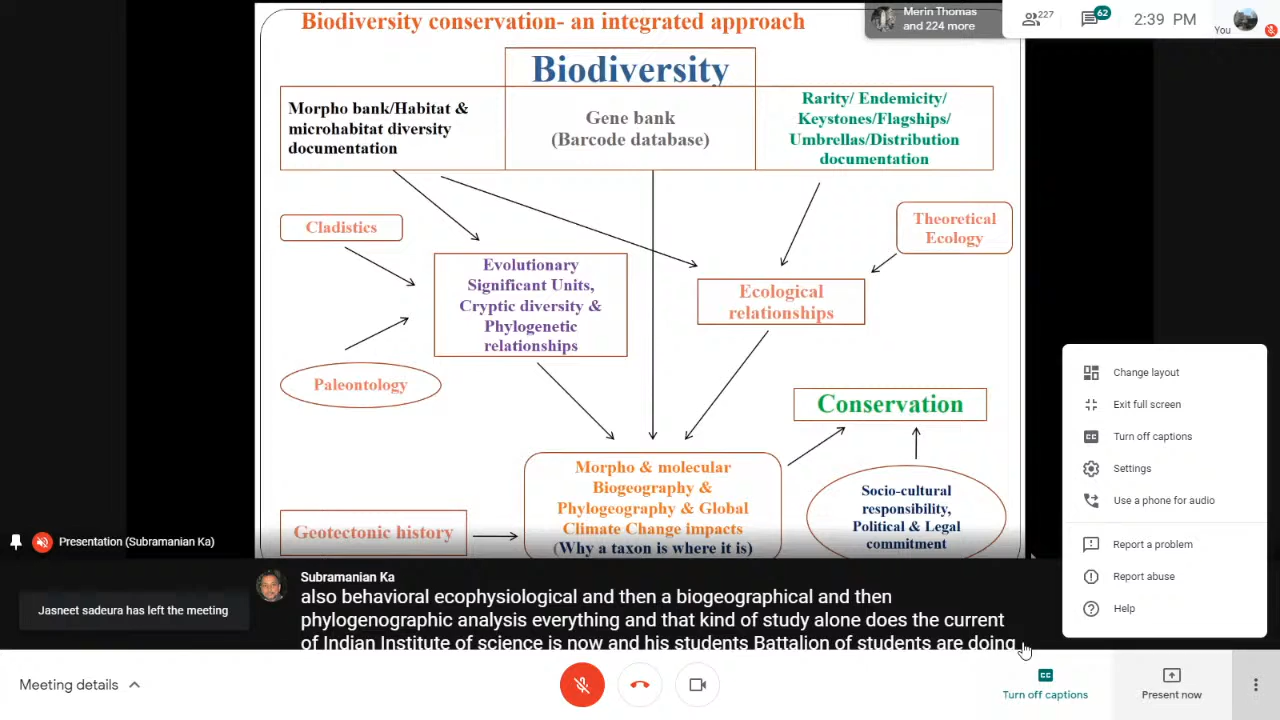 Biodiversity conservation- an integrated approach
Merin Thomas
and 224 more
227
62
2:39 PM
You
Biodiversity
Morpho bank/Habitat &
microhabitat diversity
documentation
Gene bank
(Barcode database)
Rarity/ Endemicity/
Keystones/Flagships/
Umbrellas/Distribution
documentation
Cladistics
Theoretical
Ecology
Evolutionary
Significant Units,
Cryptic diversity &
Phylogenetic
relationships
Ecological
relationships
Paleontology
Conservation
Morpho & molecular
Biogeography &
Phylogeography & Global
Climate Change impacts
(Why a taxon is where it is)
Socio-cultural
responsibility,
Political & Legal
commitment
Geotectonic history
Change layout
Exit full screen
CC
Turn off captions
Settings
Use a phone for audio
Report a problem
Report abuse
Help
Presentation (Subramanian Ka)
Jasneet sadeura has left the meeting
Subramanian Ka
also behavioral ecophysiological and then a biogeographical and then
phylogenographic analysis everything and that kind of study alone does the current
of Indian Institute of science is now and his students Battalion of students are doing
Meeting details
CC
Turn off captions
Present now